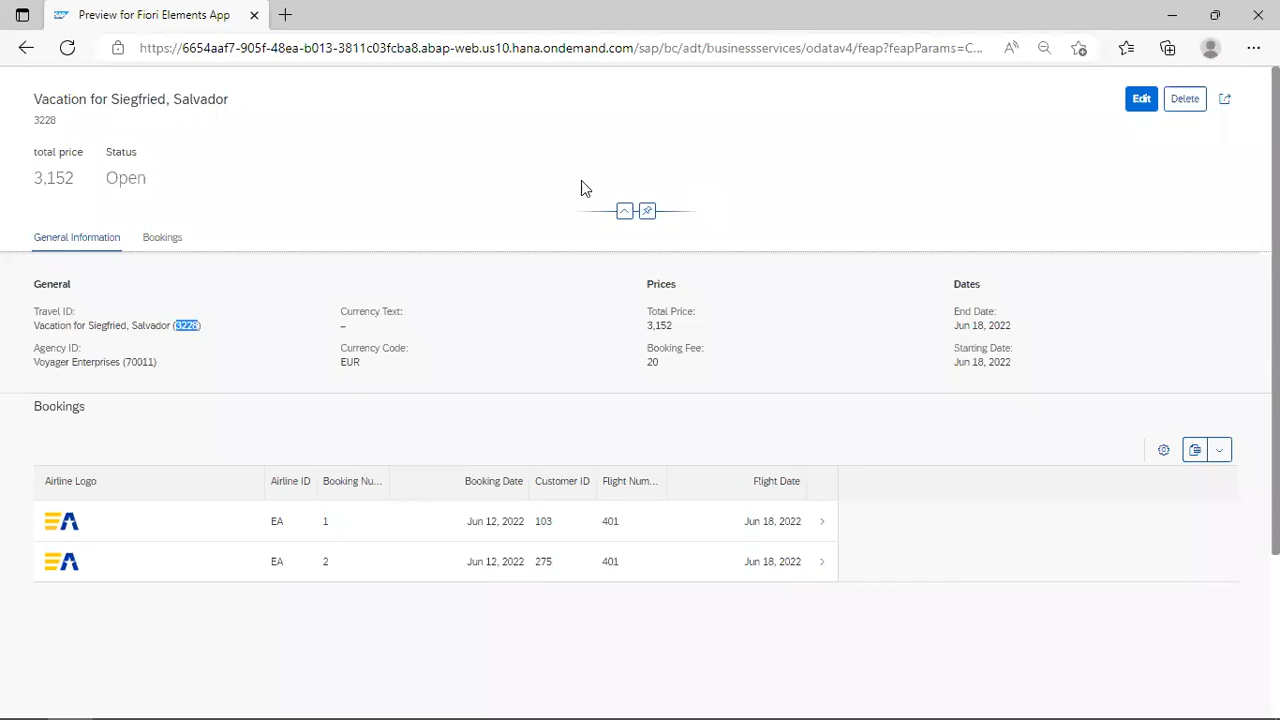 Preview for Fiori Elements App
https://6654aaf7-905f-48ea-b013-3811c03fcba8.abap-web.us10.hana.ondemand.com/sap/bc/adt/businessservices/odatav4/feap?feapParams=C...
Vacation for Siegfried, Salvador
Edit
Delete
3228
total price
Status
3,152
Open
General Information
Bookings
General
Prices
Dates
Travel ID:
Currency Text:
Total Price:
End Date:
Vacation for Siegfried, Salvador (3228)
–
3,152
Jun 18, 2022
Agency ID:
Currency Code:
Booking Fee:
Starting Date:
Voyager Enterprises (70011)
EUR
20
Jun 18, 2022
Bookings
Airline Logo
Airline ID
Booking Nu...
Booking Date
Customer ID
Flight Num...
Flight Date
EA
EA
1
Jun 12, 2022
103
401
Jun 18, 2022
EA
EA
2
Jun 12, 2022
275
401
Jun 18, 2022